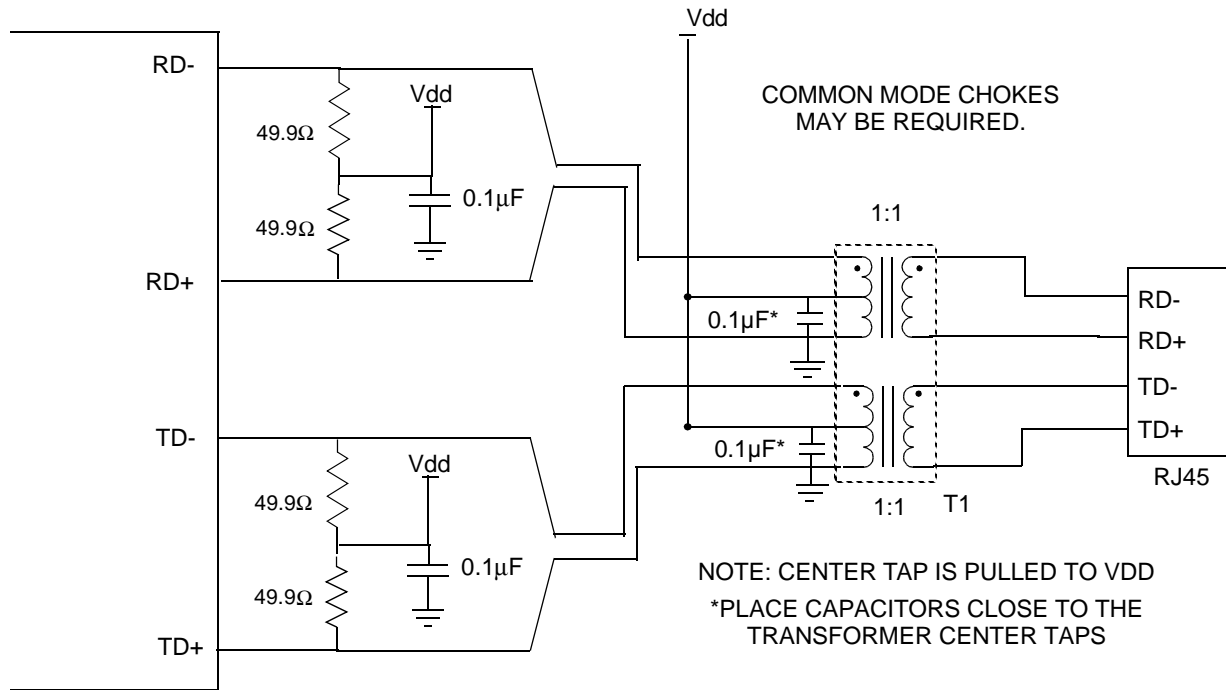 Vdd
RD-
Vdd
COMMON MODE CHOKES
MAY BE REQUIRED.
49.9Ω
0.1µF
49.9Ω
1:1
RD+
RD-
0.1µF*
RD+
TD-
TD-
TD+
0.1µF*
Vdd
RJ45
49.9Ω
1:1
T1
0.1µF
NOTE: CENTER TAP IS PULLED TO VDD
49.9Ω
*PLACE CAPACITORS CLOSE TO THE
TRANSFORMER CENTER TAPS
TD+